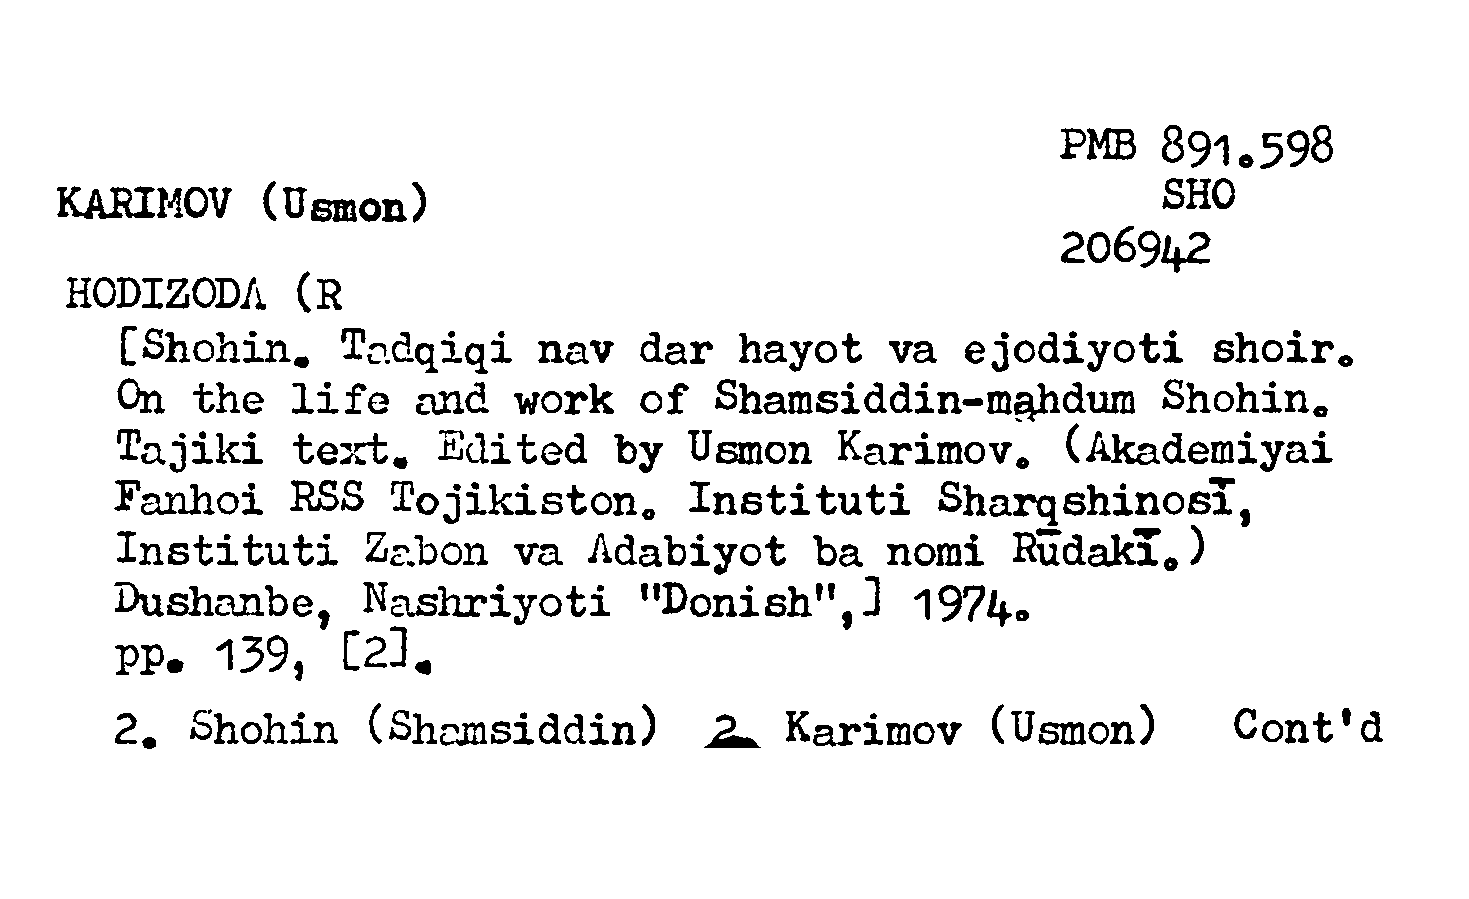 PMB 891.598
KARIMOV (Usmon)
SHO
206942
HODIZODA (R
[Shohin. Tadqiqi nav dar hayot va ejodiyoti shoir.
On the life and work of Shamsiddin-mahdum Shohin.
Tajiki text. Edited by Usmon Karimov. (Akademiyai
Fanhoi RSS Tojikiston. Instituti Sharqshinosī,
Instituti Zabon va Adabiyot ba nomi Rūdakī.)
Dushanbe, Nashriyoti "Donish",] 1974.
pp. 139, [2].
2. Shohin (Shamsiddin) 2 Karimov (Usmon) Cont'd